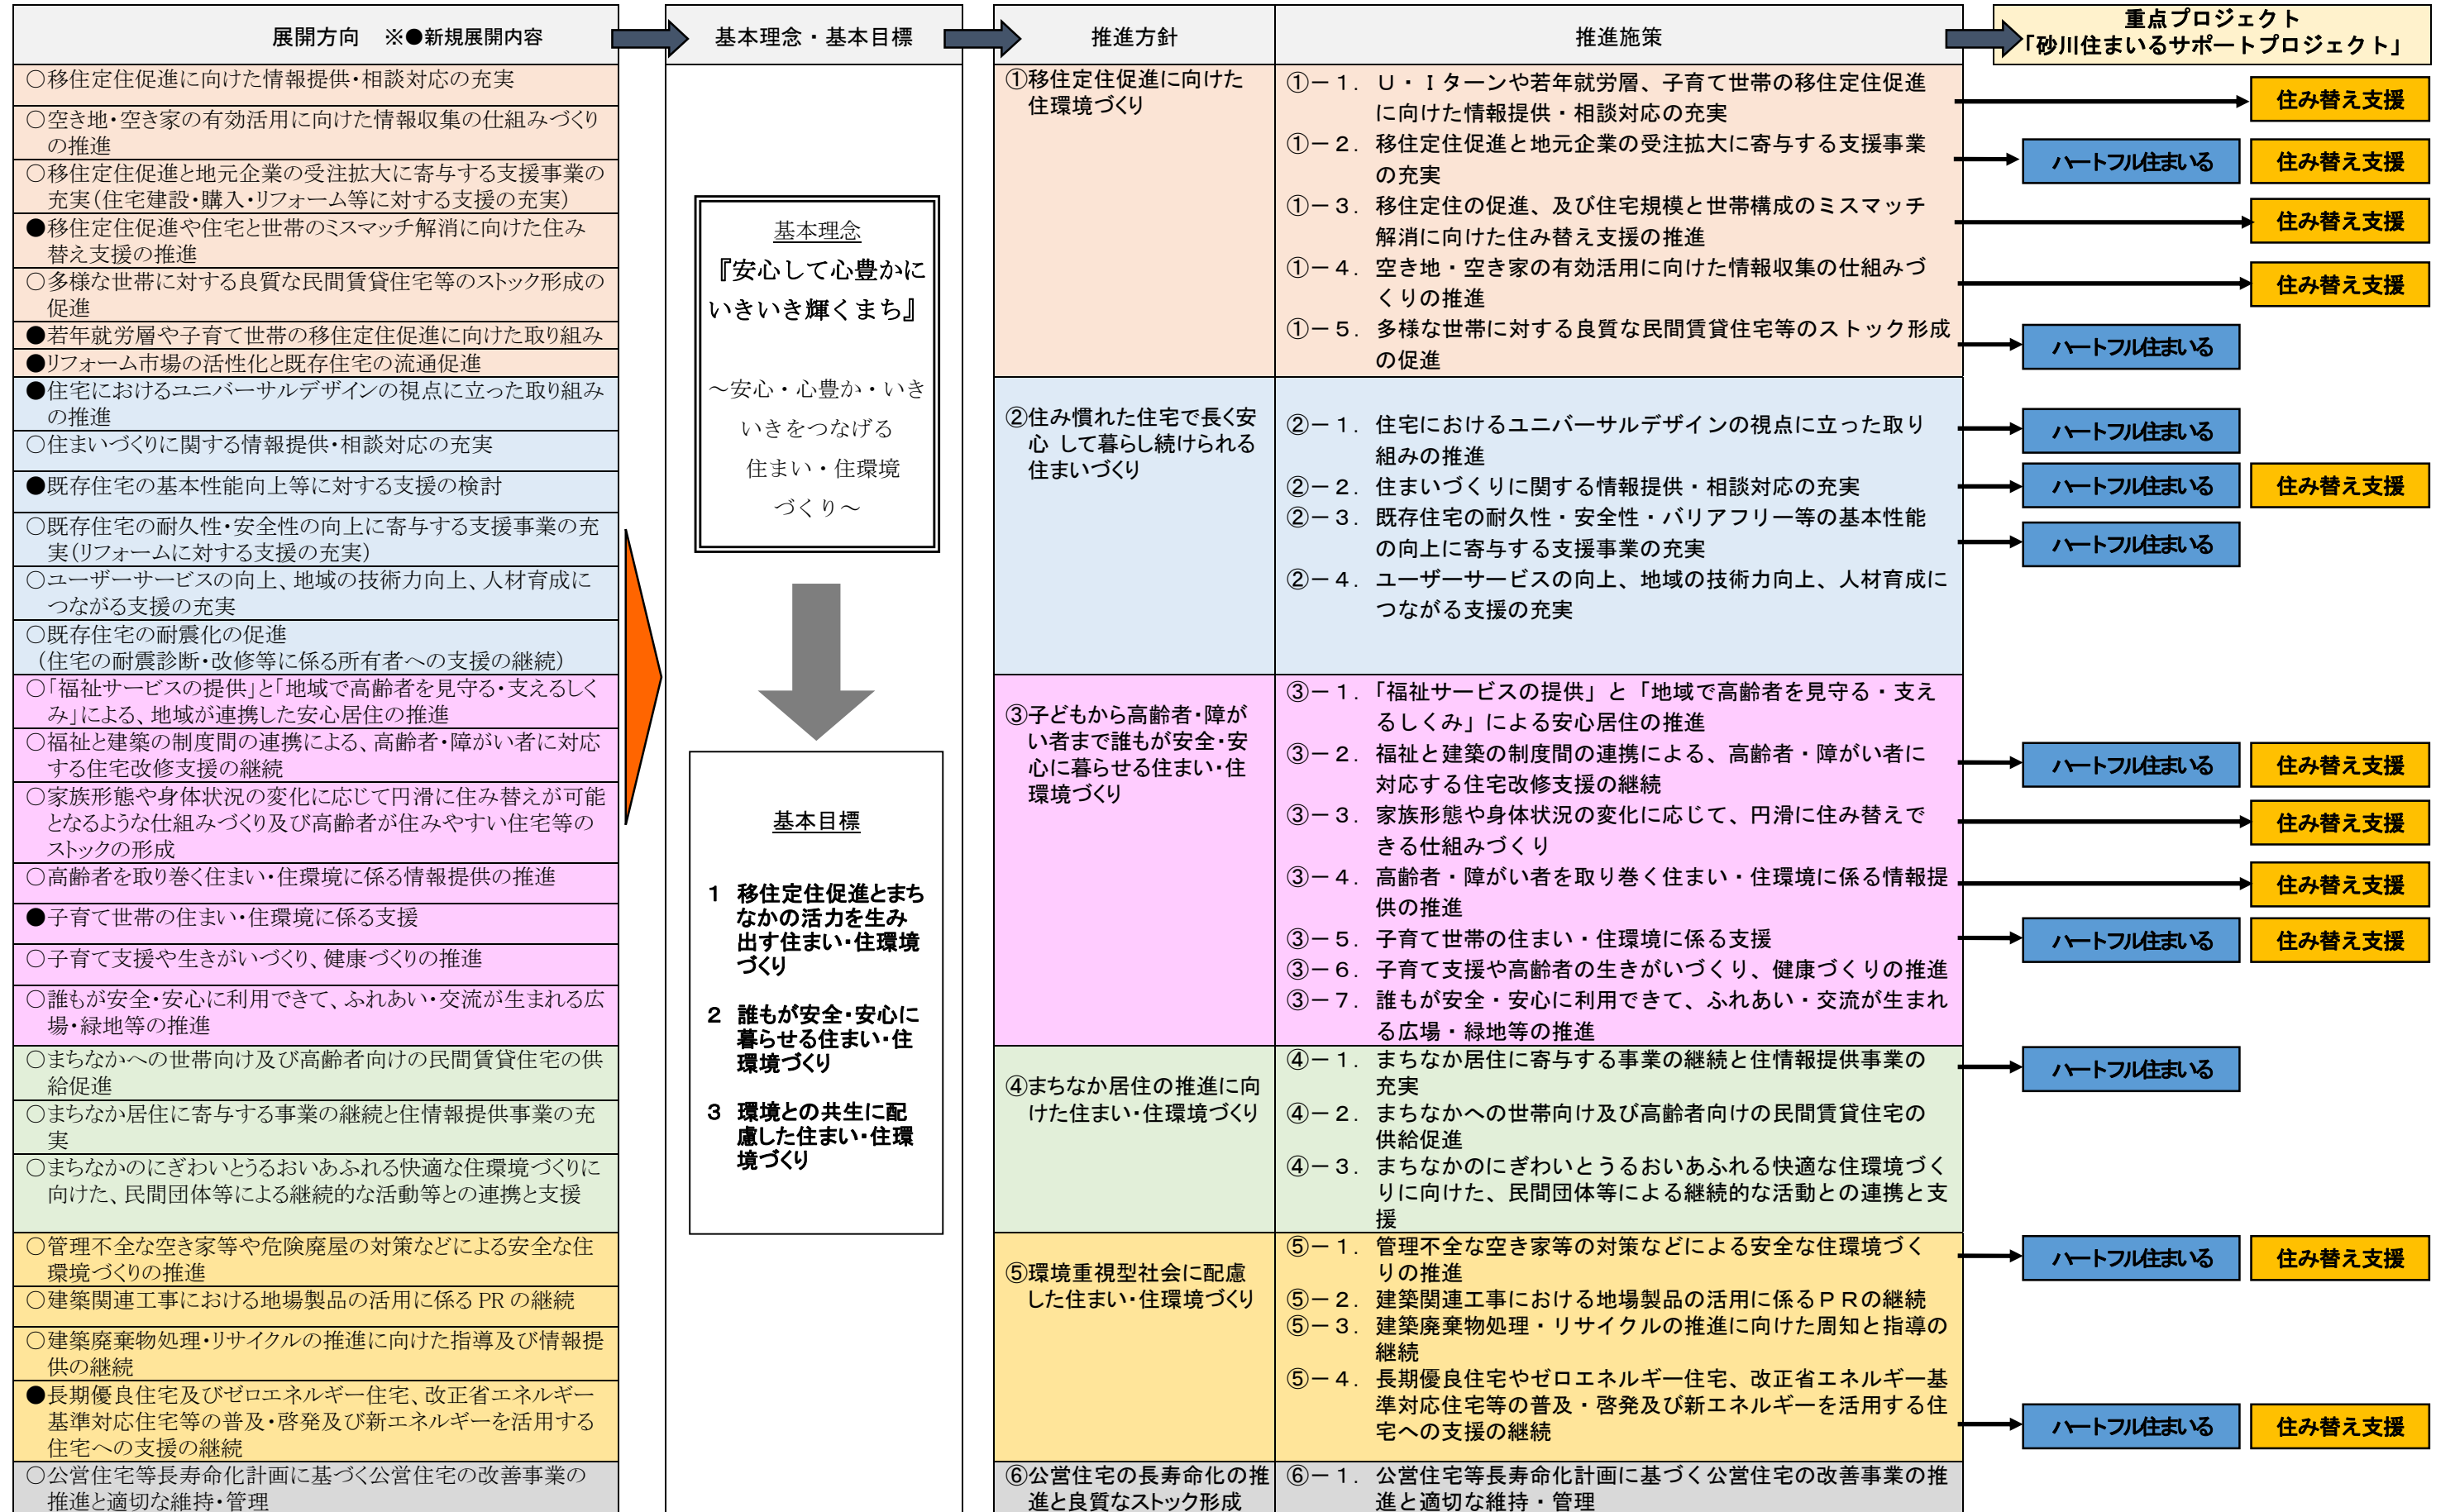 展開方向　※●新規展開内容
○移住定住促進に向けた情報提供・相談対応の充実
○空き地・空き家の有効活用に向けた情報収集の仕組みづくり
の推進
○移住定住促進と地元企業の受注拡大に寄与する支援事業の
充実（住宅建設・購入・リフォーム等に対する支援の充実）
●移住定住促進や住宅と世帯のミスマッチ解消に向けた住み
替え支援の推進
○多様な世帯に対する良質な民間賃貸住宅等のストック形成の
促進
●若年就労層や子育て世帯の移住定住促進に向けた取り組み
●リフォーム市場の活性化と既存住宅の流通促進
●住宅におけるユニバーサルデザインの視点に立った取り組み
の推進
○住まいづくりに関する情報提供・相談対応の充実
●既存住宅の基本性能向上等に対する支援の検討
○既存住宅の耐久性・安全性の向上に寄与する支援事業の充
実（リフォームに対する支援の充実）
○ユーザーサービスの向上、地域の技術力向上、人材育成に
つながる支援の充実
○既存住宅の耐震化の促進
（住宅の耐震診断・改修等に係る所有者への支援の継続）
○「福祉サービスの提供」と「地域で高齢者を見守る・支えるしく
み」による、地域が連携した安心居住の推進
○福祉と建築の制度間の連携による、高齢者・障がい者に対応
する住宅改修支援の継続
○家族形態や身体状況の変化に応じて円滑に住み替えが可能
となるような仕組みづくり及び高齢者が住みやすい住宅等の
ストックの形成
○高齢者を取り巻く住まい・住環境に係る情報提供の推進
●子育て世帯の住まい・住環境に係る支援
○子育て支援や生きがいづくり、健康づくりの推進
○誰もが安全・安心に利用できて、ふれあい・交流が生まれる広
場・緑地等の推進
○まちなかへの世帯向け及び高齢者向けの民間賃貸住宅の供
給促進
○まちなか居住に寄与する事業の継続と住情報提供事業の充
実
○まちなかのにぎわいとうるおいあふれる快適な住環境づくりに
向けた、民間団体等による継続的な活動等との連携と支援
○管理不全な空き家等や危険廃屋の対策などによる安全な住
環境づくりの推進
○建築関連工事における地場製品の活用に係る PR の継続
○建築廃棄物処理・リサイクルの推進に向けた指導及び情報提
供の継続
●長期優良住宅及びゼロエネルギー住宅、改正省エネルギー
基準対応住宅等の普及・啓発及び新エネルギーを活用する
住宅への支援の継続
○公営住宅等長寿命化計画に基づく公営住宅の改善事業の
推進と適切な維持・管理
基本理念・基本目標
基本理念
『安心して心豊かに
いきいき輝くまち』
～安心・心豊か・いき
いきをつなげる
住まい・住環境
づくり～
基本目標
1　移住定住促進とまち
なかの活力を生み
出す住まい・住環境
づくり
2　誰もが安全・安心に
暮らせる住まい・住
環境づくり
3　環境との共生に配
慮した住まい・住環
境づくり
推進方針
①移住定住促進に向けた
住環境づくり
②住み慣れた住宅で長く安
心 して暮らし続けられる
住まいづくり
③子どもから高齢者・障が
い者まで誰もが安全・安
心に暮らせる住まい・住
環境づくり
④まちなか居住の推進に向
けた住まい・住環境づくり
⑤環境重視型社会に配慮
した住まい・住環境づくり
⑥公営住宅の長寿命化の推
進と良質なストック形成
推進施策
①－１．Ｕ・Ｉターンや若年就労層、子育て世帯の移住定住促進
に向けた情報提供・相談対応の充実
①－２．移住定住促進と地元企業の受注拡大に寄与する支援事業
の充実
①－３．移住定住の促進、及び住宅規模と世帯構成のミスマッチ
解消に向けた住み替え支援の推進
①－４．空き地・空き家の有効活用に向けた情報収集の仕組みづ
くりの推進
①－５．多様な世帯に対する良質な民間賃貸住宅等のストック形成
の促進
②－１．住宅におけるユニバーサルデザインの視点に立った取り
組みの推進
②－２．住まいづくりに関する情報提供・相談対応の充実
②－３．既存住宅の耐久性・安全性・バリアフリー等の基本性能
の向上に寄与する支援事業の充実
②－４．ユーザーサービスの向上、地域の技術力向上、人材育成に
つながる支援の充実
③－１．「福祉サービスの提供」と「地域で高齢者を見守る・支え
るしくみ」による安心居住の推進
③－２．福祉と建築の制度間の連携による、高齢者・障がい者に
対応する住宅改修支援の継続
③－３．家族形態や身体状況の変化に応じて、円滑に住み替えで
きる仕組みづくり
③－４．高齢者・障がい者を取り巻く住まい・住環境に係る情報提
供の推進
③－５．子育て世帯の住まい・住環境に係る支援
③－６．子育て支援や高齢者の生きがいづくり、健康づくりの推進
③－７．誰もが安全・安心に利用できて、ふれあい・交流が生まれ
る広場・緑地等の推進
④－１．まちなか居住に寄与する事業の継続と住情報提供事業の
充実
④－２．まちなかへの世帯向け及び高齢者向けの民間賃貸住宅の
供給促進
④－３．まちなかのにぎわいとうるおいあふれる快適な住環境づく
りに向けた、民間団体等による継続的な活動との連携と支
援
⑤－１．管理不全な空き家等の対策などによる安全な住環境づく
りの推進
⑤－２．建築関連工事における地場製品の活用に係るＰＲの継続
⑤－３．建築廃棄物処理・リサイクルの推進に向けた周知と指導の
継続
⑤－４．長期優良住宅やゼロエネルギー住宅、改正省エネルギー基
準対応住宅等の普及・啓発及び新エネルギーを活用する住
宅への支援の継続
⑥－１．公営住宅等長寿命化計画に基づく公営住宅の改善事業の推
進と適切な維持・管理
重点プロジェクト
「砂川住まいるサポートプロジェクト」
住み替え支援
ハートフル住まいる　住み替え支援
住み替え支援
住み替え支援
ハートフル住まいる
ハートフル住まいる
ハートフル住まいる　住み替え支援
ハートフル住まいる
ハートフル住まいる　住み替え支援
住み替え支援
住み替え支援
ハートフル住まいる　住み替え支援
ハートフル住まいる
ハートフル住まいる　住み替え支援
ハートフル住まいる　住み替え支援